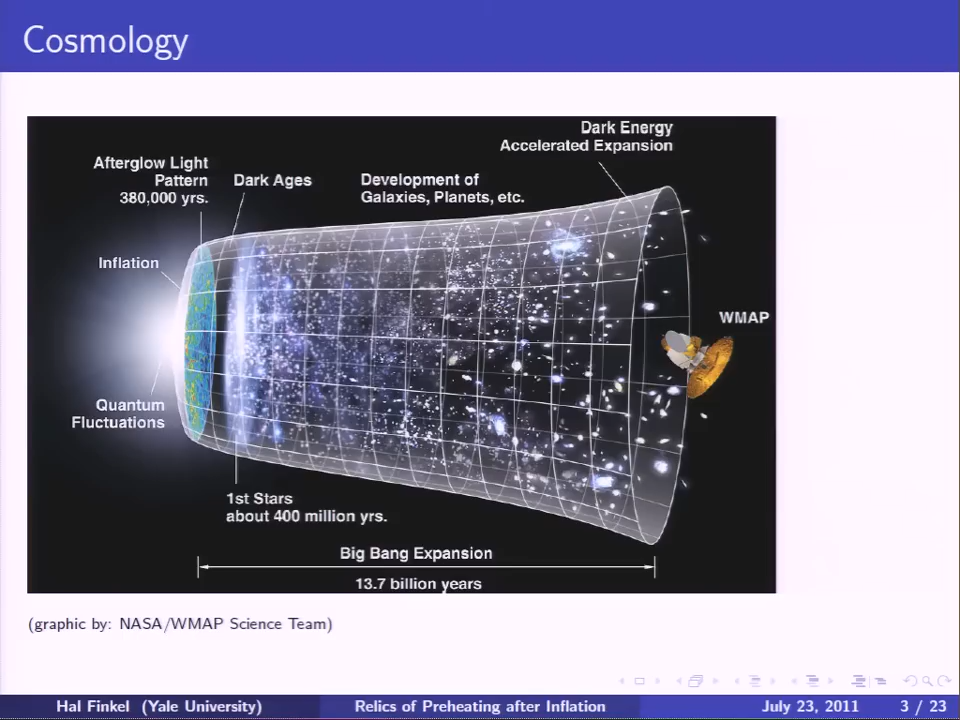 Cosmology
Dark Energy
Accelerated Expansion
Afterglow Light
Pattern
380,000 yrs.
Dark Ages
Development of
Galaxies, Planets, etc.
Inflation
WMAP
Quantum
Fluctuations
1st Stars
about 400 million yrs.
Big Bang Expansion
13.7 billion years
(graphic by: NASA/WMAP Science Team)
Hal Finkel (Yale University)
Relics of Preheating after Inflation
July 23, 2011
3 / 23